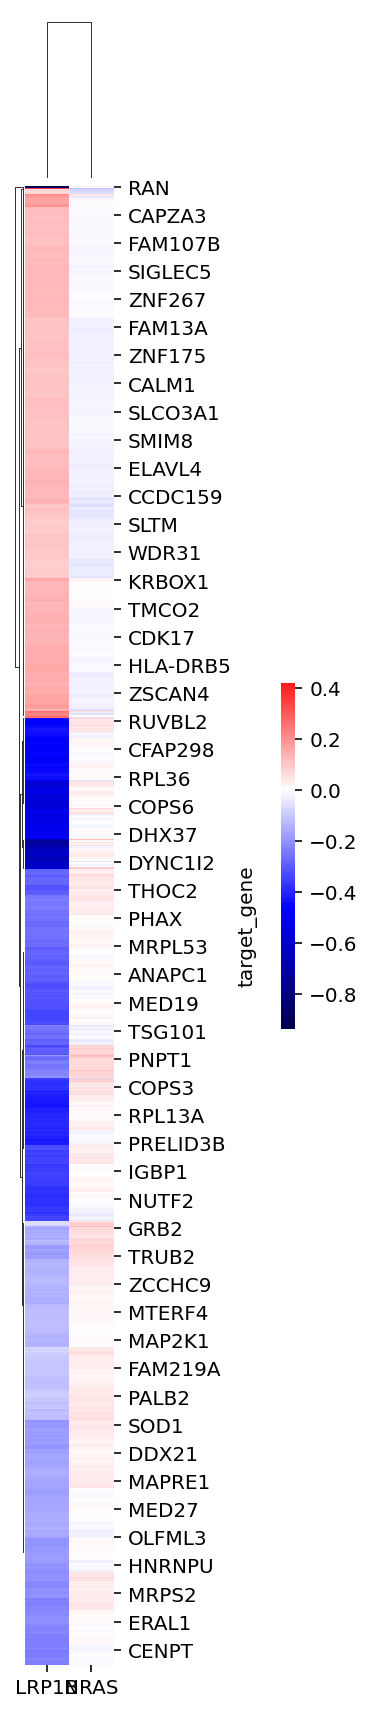 RAN
CAPZA3
FAM107B
SIGLEC5
ZNF267
FAM13A
ZNF175
CALM1
SLCO3A1
SMIM8
ELAVL4
CCDC159
SLTM
WDR31
KRBOX1
TMCO2
CDK17
HLA-DRB5
ZSCAN4
RUVBL2
CFAP298
RPL36
COPS6
DHX37
DYNC1I2
THOC2
PHAX
MRPL53
ANAPC1
MED19
TSG101
PNPT1
COPS3
RPL13A
PRELID3B
IGBP1
NUTF2
GRB2
TRUB2
ZCCHC9
MTERF4
MAP2K1
FAM219A
PALB2
SOD1
DDX21
MAPRE1
MED27
OLFML3
HNRNPU
MRPS2
ERAL1
CENPT
target_gene
0.4
0.2
0.0
−0.2
−0.4
−0.6
−0.8